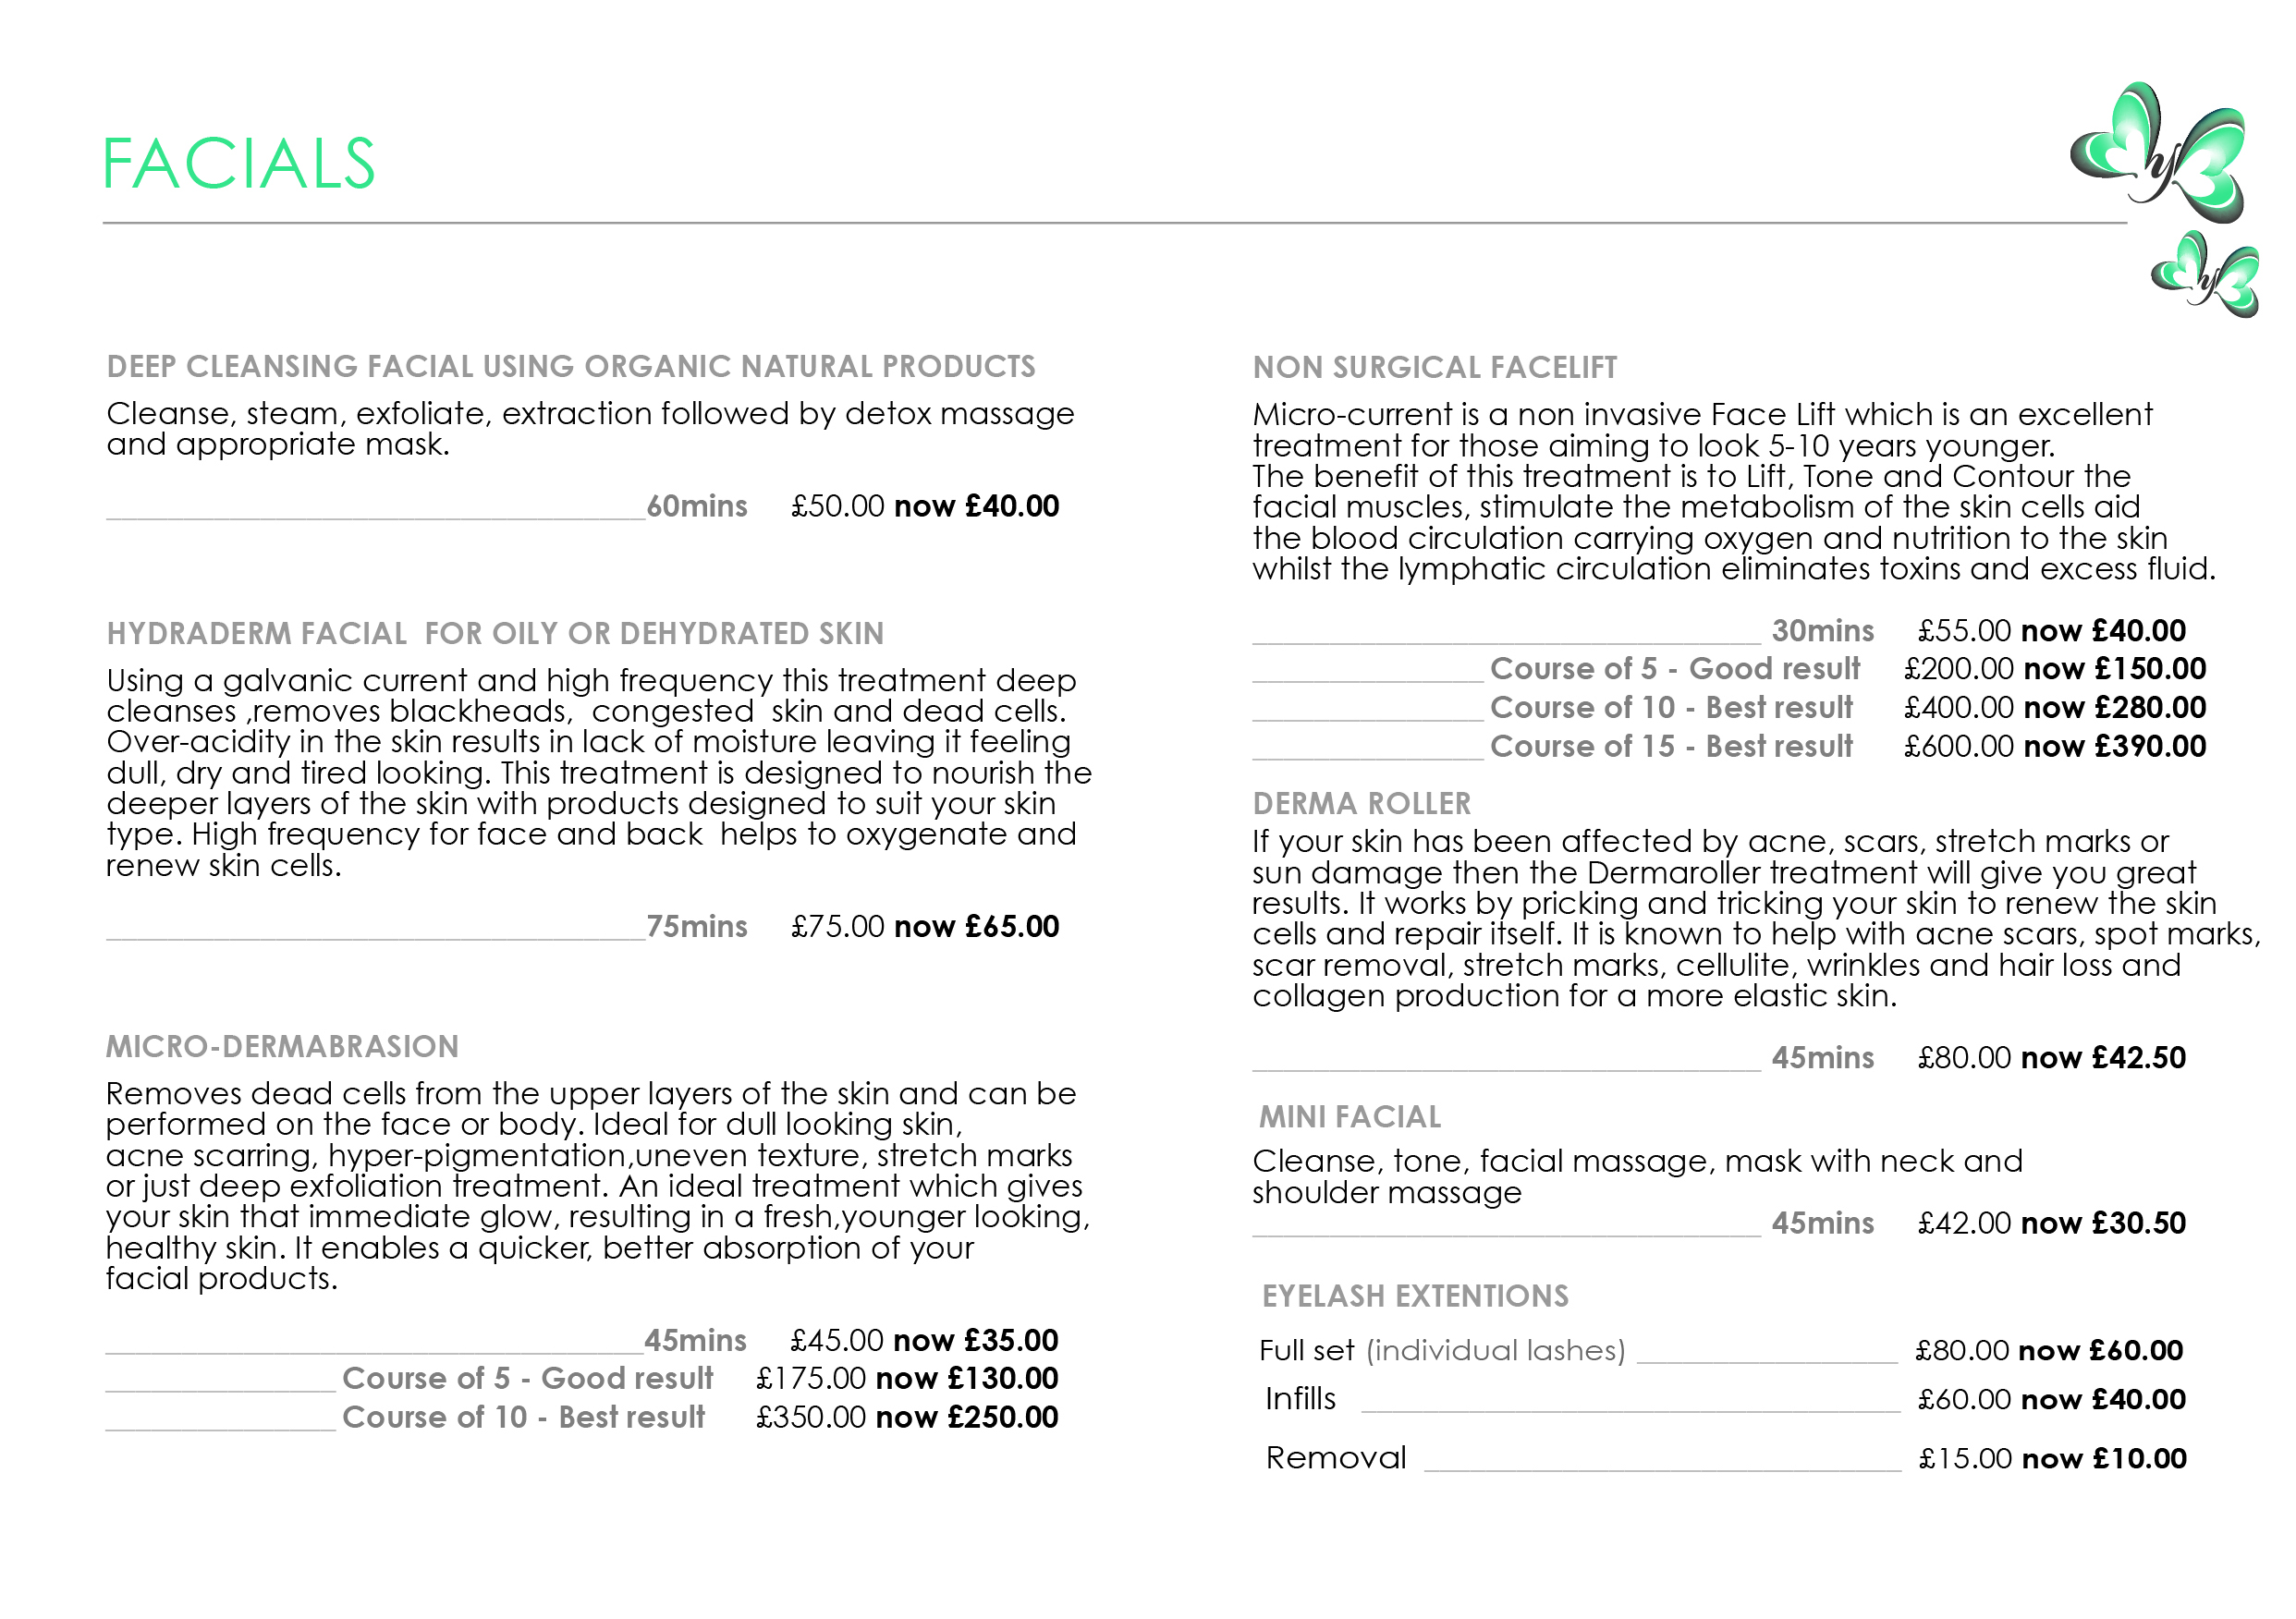 FACIALS
DEEP CLEANSING FACIAL USING ORGANIC NATURAL PRODUCTS
Cleanse, steam, exfoliate, extraction followed by detox massage
and appropriate mask.
60mins £50.00 now £40.00
HYDRADERM FACIAL FOR OILY OR DEHYDRATED SKIN
Using a galvanic current and high frequency this treatment deep
cleanses ,removes blackheads, congested skin and dead cells.
Over-acidity in the skin results in lack of moisture leaving it feeling
dull, dry and tired looking. This treatment is designed to nourish the
deeper layers of the skin with products designed to suit your skin
type. High frequency for face and back helps to oxygenate and
renew skin cells.
75mins £75.00 now £65.00
MICRO-DERMABRASION
Removes dead cells from the upper layers of the skin and can be
performed on the face or body. Ideal for dull looking skin,
acne scarring, hyper-pigmentation,uneven texture, stretch marks
or just deep exfoliation treatment. An ideal treatment which gives
your skin that immediate glow, resulting in a fresh,younger looking,
healthy skin. It enables a quicker, better absorption of your
facial products.
45mins £45.00 now £35.00
Course of 5 - Good result £175.00 now £130.00
Course of 10 - Best result £350.00 now £250.00
NON SURGICAL FACELIFT
Micro-current is a non invasive Face Lift which is an excellent
treatment for those aiming to look 5-10 years younger.
The benefit of this treatment is to Lift, Tone and Contour the
facial muscles, stimulate the metabolism of the skin cells aid
the blood circulation carrying oxygen and nutrition to the skin
whilst the lymphatic circulation eliminates toxins and excess fluid.
30mins £55.00 now £40.00
Course of 5 - Good result £200.00 now £150.00
Course of 10 - Best result £400.00 now £280.00
Course of 15 - Best result £600.00 now £390.00
DERMA ROLLER
If your skin has been affected by acne, scars, stretch marks or
sun damage then the Dermaroller treatment will give you great
results. It works by pricking and tricking your skin to renew the skin
cells and repair itself. It is known to help with acne scars, spot marks,
scar removal, stretch marks, cellulite, wrinkles and hair loss and
collagen production for a more elastic skin.
45mins £80.00 now £42.50
MINI FACIAL
Cleanse, tone, facial massage, mask with neck and
shoulder massage
45mins £42.00 now £30.50
EYELASH EXTENTIONS
Full set (individual lashes) £80.00 now £60.00
Infills £60.00 now £40.00
Removal £15.00 now £10.00